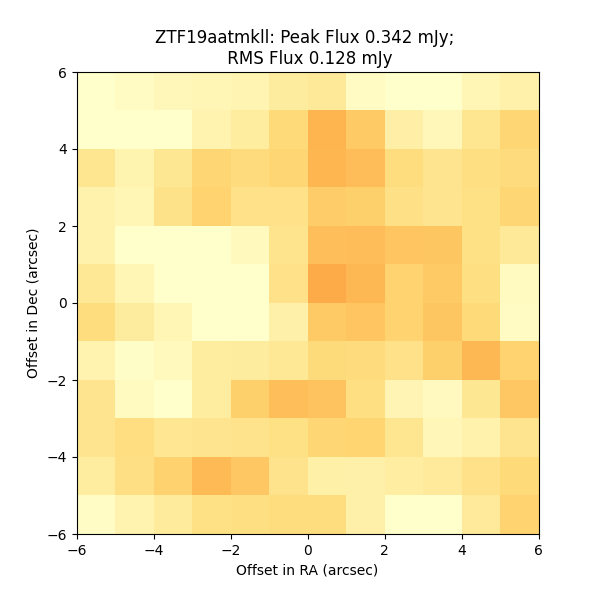 ZTF19aatmkll: Peak Flux 0.342 mJy;
RMS Flux 0.128 mJy
6
4
2
0
−2
−4
−6
Offset in Dec (arcsec)
−6 −4 −2 0 2 4 6
Offset in RA (arcsec)